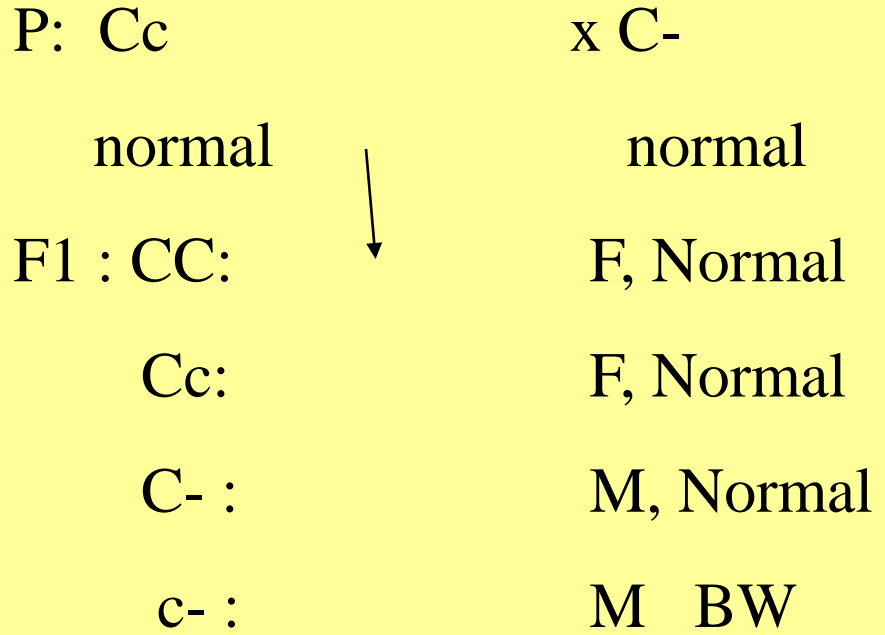 P: Cc x C-
normal normal
F1 : CC: F, Normal
Cc: F, Normal
C- : M, Normal
c- : M BW